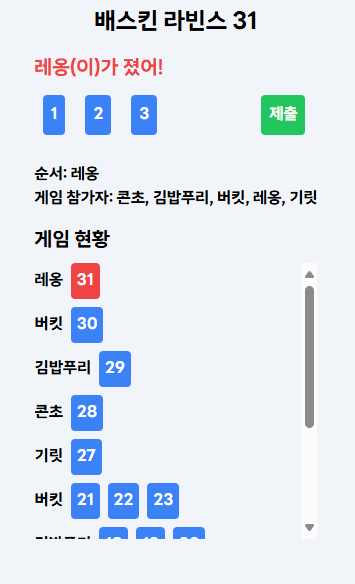 배스킨 라빈스 31
레옹(이)가 졌어!
1 2 3 제출
순서: 레옹
게임 참가자: 콘초, 김밥푸리, 버킷, 레옹, 기릿
게임 현황
레옹 31
버킷 30
김밥푸리 29
콘초 28
기릿 27
버킷 21 22 23